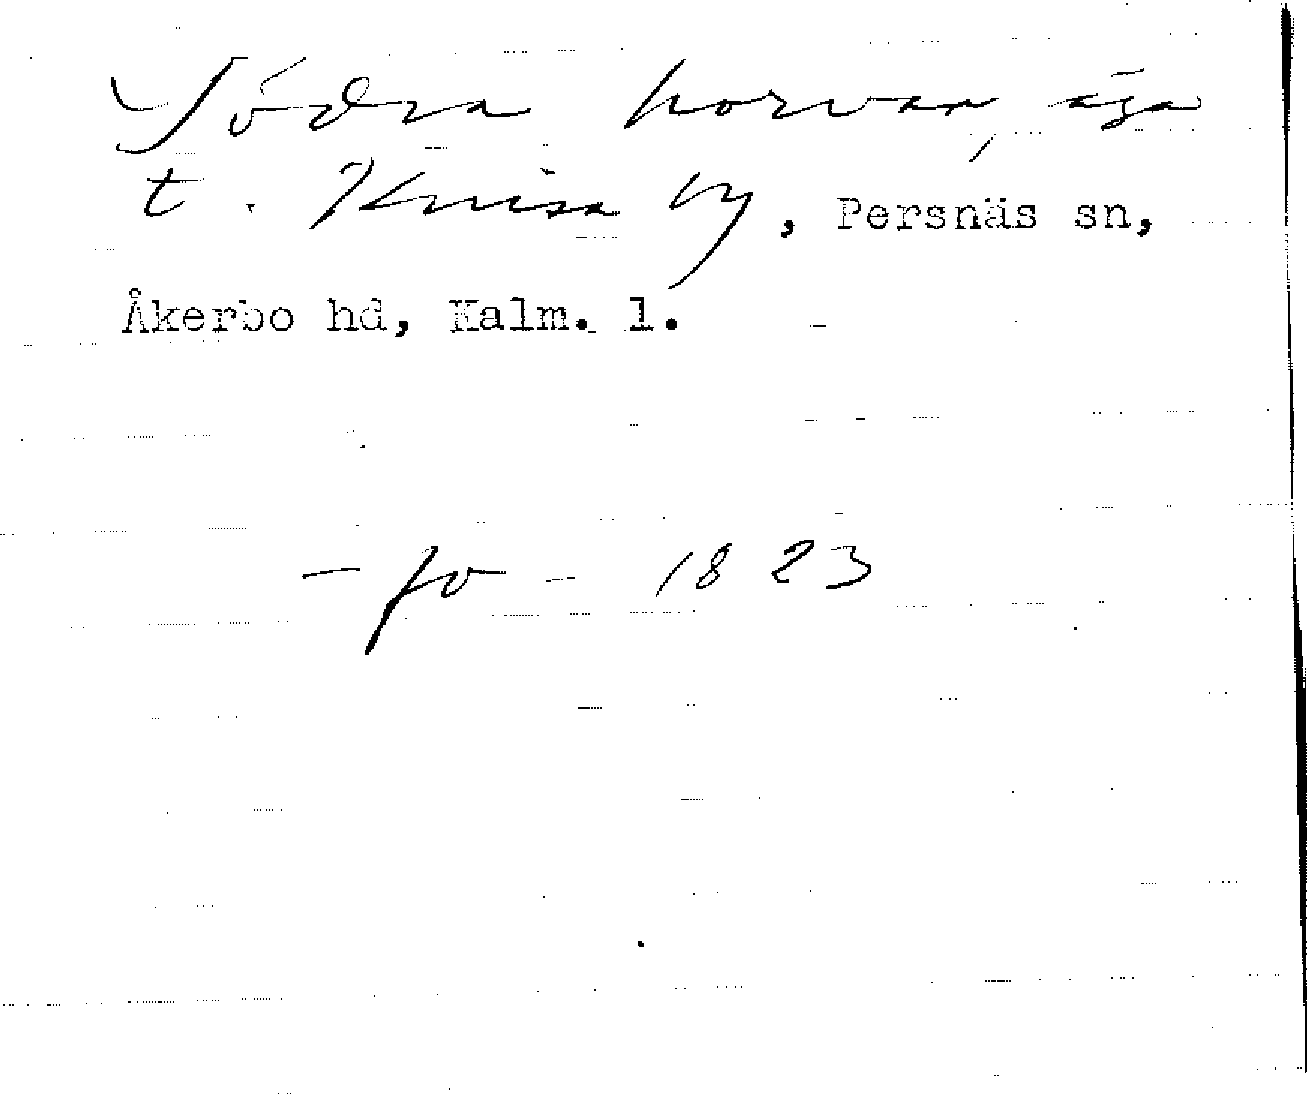 Södra horvan, äga
t. Knisa by, Persnäs sn,
Åkerbo hd, Kalm. l.
- fo - 1823